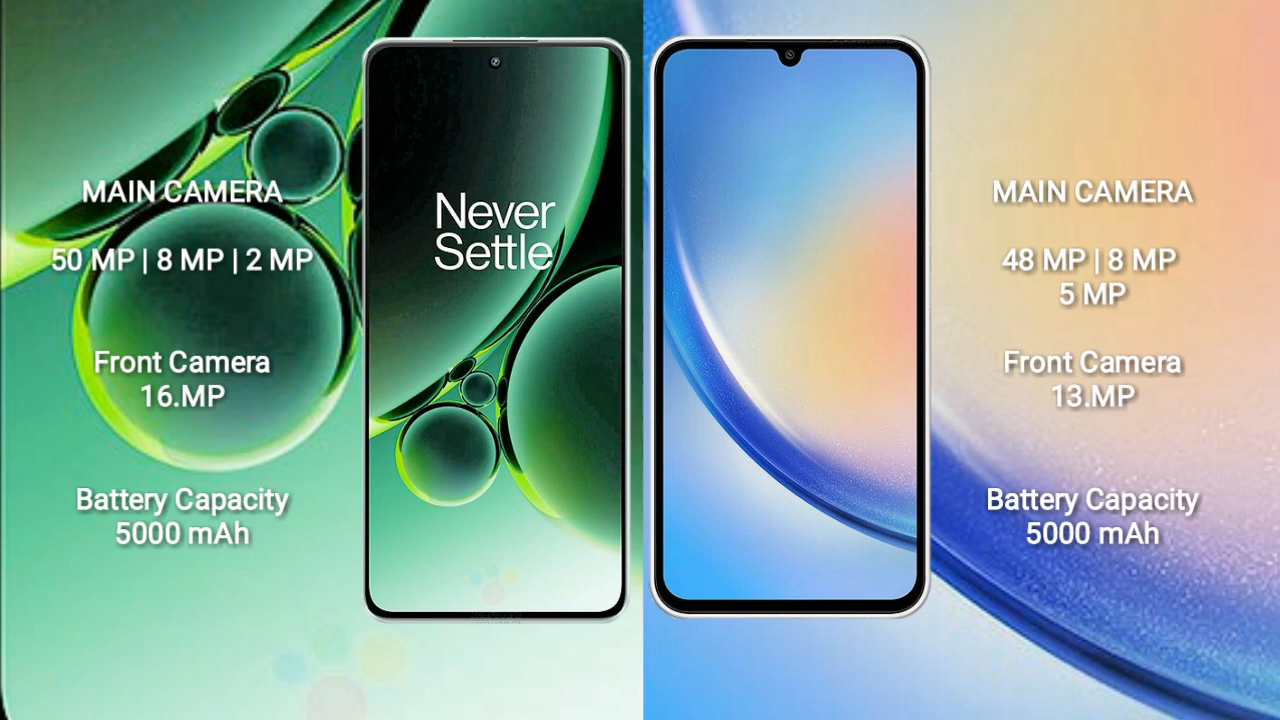 MAIN CAMERA
50 MP | 8 MP | 2 MP
Front Camera
16.MP
Battery Capacity
5000 mAh
Never
Settle
MAIN CAMERA
48 MP | 8 MP
5 MP
Front Camera
13.MP
Battery Capacity
5000 mAh